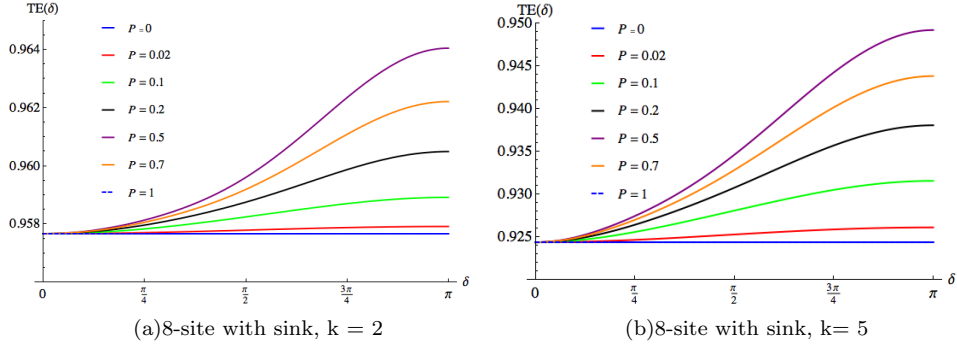 TE(δ)
0.964
0.962
0.960
0.958
P = 0
P = 0.02
P = 0.1
P = 0.2
P = 0.5
P = 0.7
P = 1
0 π/4 π/2 3π/4 π δ
(a)8-site with sink, k = 2
TE(δ)
0.950
0.945
0.940
0.935
0.930
0.925
P = 0
P = 0.02
P = 0.1
P = 0.2
P = 0.5
P = 0.7
P = 1
0 π/4 π/2 3π/4 π δ
(b)8-site with sink, k= 5